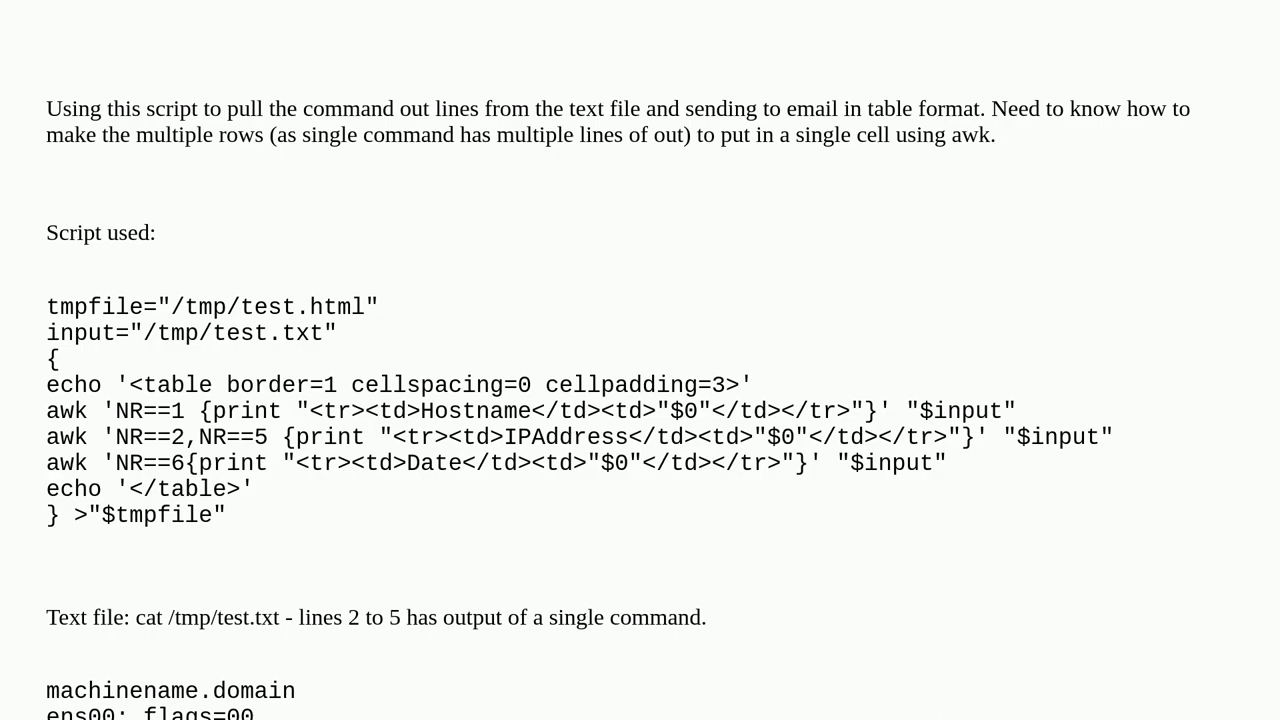 Using this script to pull the command out lines from the text file and sending to email in table format. Need to know how to
make the multiple rows (as single command has multiple lines of out) to put in a single cell using awk.
Script used:
tmpfile="/tmp/test.html"
input="/tmp/test.txt"
{
echo '<table border=1 cellspacing=0 cellpadding=3>'
awk 'NR==1 {print "<tr><td>Hostname</td><td>"$0"</td></tr>"}' "$input"
awk 'NR==2,NR==5 {print "<tr><td>IPAddress</td><td>"$0"</td></tr>"}' "$input"
awk 'NR==6{print "<tr><td>Date</td><td>"$0"</td></tr>"}' "$input"
echo '</table>'
} >"$tmpfile"
Text file: cat /tmp/test.txt - lines 2 to 5 has output of a single command.
machinename.domain
ens00: flags=00